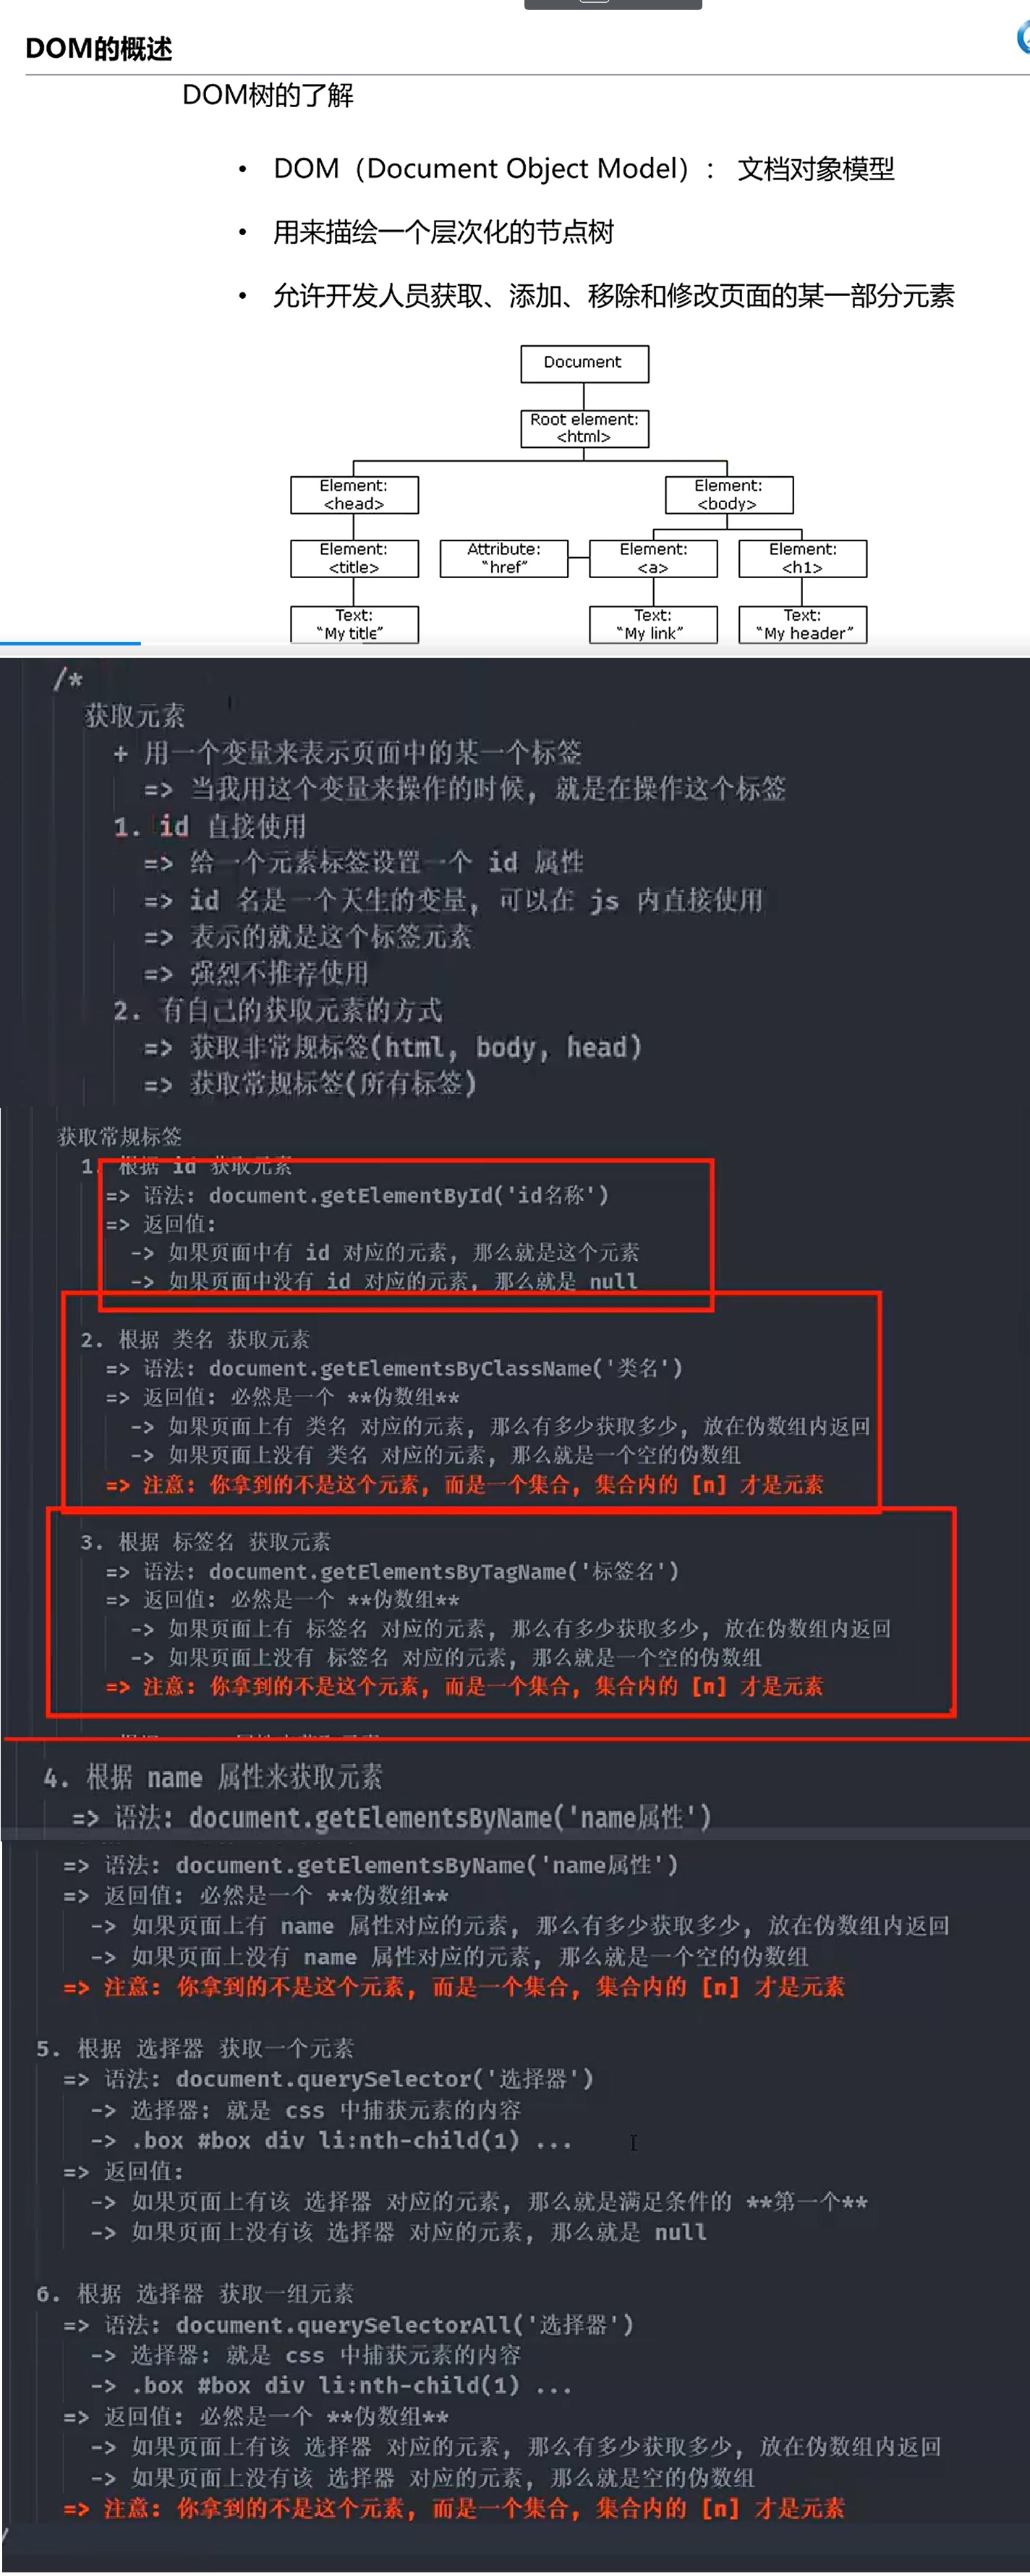 DOM的概述
DOM树的了解
• DOM（Document Object Model）： 文档对象模型
• 用来描绘一个层次化的节点树
• 允许开发人员获取、添加、移除和修改页面的某一部分元素
Document
Root element:
<html>
Element:
<head>
Element:
<body>
Element:
<title>
Attribute:
"href"
Element:
<a>
Element:
<h1>
Text:
"My title"
Text:
"My link"
Text:
"My header"
/*
获取元素
+ 用一个变量来表示页面中的某一个标签
=> 当我用这个变量来操作的时候, 就是在操作这个标签
1. id 直接使用
=> 给一个元素标签设置一个 id 属性
=> id 名是一个天生的变量, 可以在 js 内直接使用
=> 表示的就是这个标签元素
=> 强烈不推荐使用
2. 有自己的获取元素的方式
=> 获取非常规标签(html, body, head)
=> 获取常规标签(所有标签)
获取常规标签
1. 根据 id 获取元素
=> 语法: document.getElementById('id名称')
=> 返回值:
-> 如果页面中有 id 对应的元素, 那么就是这个元素
-> 如果页面中没有 id 对应的元素, 那么就是 null
2. 根据 类名 获取元素
=> 语法: document.getElementsByClassName('类名')
=> 返回值: 必然是一个 **伪数组**
-> 如果页面上有 类名 对应的元素, 那么有多少获取多少, 放在伪数组内返回
-> 如果页面上没有 类名 对应的元素, 那么就是一个空的伪数组
=> 注意: 你拿到的不是这个元素, 而是一个集合, 集合内的 [n] 才是元素
3. 根据 标签名 获取元素
=> 语法: document.getElementsByTagName('标签名')
=> 返回值: 必然是一个 **伪数组**
-> 如果页面上有 标签名 对应的元素, 那么有多少获取多少, 放在伪数组内返回
-> 如果页面上没有 标签名 对应的元素, 那么就是一个空的伪数组
=> 注意: 你拿到的不是这个元素, 而是一个集合, 集合内的 [n] 才是元素
4. 根据 name 属性来获取元素
=> 语法: document.getElementsByName('name属性')
=> 语法: document.getElementsByName('name属性')
=> 返回值: 必然是一个 **伪数组**
-> 如果页面上有 name 属性对应的元素, 那么有多少获取多少, 放在伪数组内返回
-> 如果页面上没有 name 属性对应的元素, 那么就是一个空的伪数组
=> 注意: 你拿到的不是这个元素, 而是一个集合, 集合内的 [n] 才是元素
5. 根据 选择器 获取一个元素
=> 语法: document.querySelector('选择器')
-> 选择器: 就是 css 中捕获元素的内容
-> .box #box div li:nth-child(1) ...
=> 返回值:
-> 如果页面上有该 选择器 对应的元素, 那么就是满足条件的 **第一个**
-> 如果页面上没有该 选择器 对应的元素, 那么就是 null
6. 根据 选择器 获取一组元素
=> 语法: document.querySelectorAll('选择器')
-> 选择器: 就是 css 中捕获元素的内容
-> .box #box div li:nth-child(1) ...
=> 返回值: 必然是一个 **伪数组**
-> 如果页面上有该 选择器 对应的元素, 那么有多少获取多少, 放在伪数组内返回
-> 如果页面上没有该 选择器 对应的元素, 那么就是空的伪数组
=> 注意: 你拿到的不是这个元素, 而是一个集合, 集合内的 [n] 才是元素